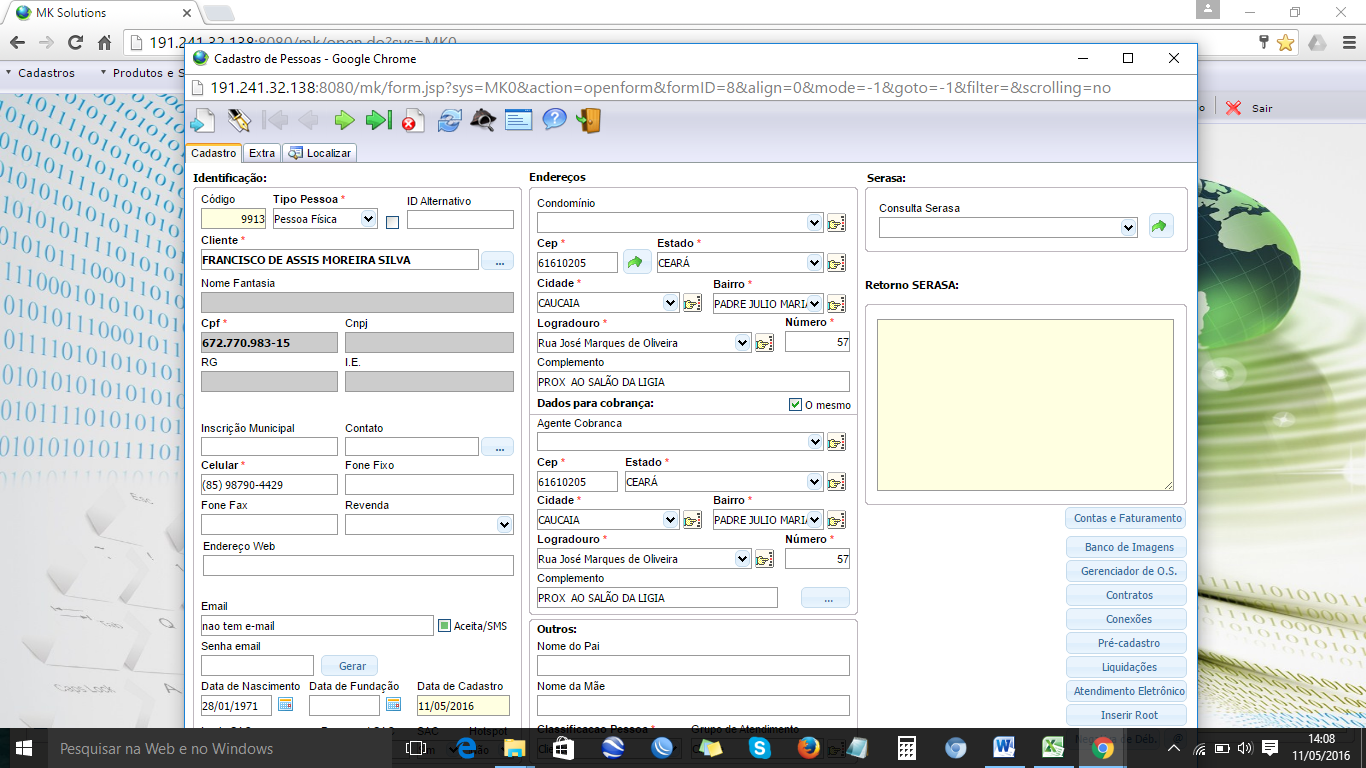 MK Solutions
191.241.32.138:8080/mk/open.do?sys=MK0
Cadastros
Produtos e S
Sair
Cadastro de Pessoas - Google Chrome
191.241.32.138:8080/mk/form.jsp?sys=MK0&action=openform&formID=8&align=0&mode=-1&goto=-1&filter=&scrolling=no
Cadastro Extra Localizar
Identificação:
Código Tipo Pessoa * ID Alternativo
9913 Pessoa Física
Cliente *
FRANCISCO DE ASSIS MOREIRA SILVA ...
Nome Fantasia
Cpf * Cnpj
672.770.983-15
RG I.E.
Inscrição Municipal Contato
...
Celular * Fone Fixo
(85) 98790-4429
Fone Fax Revenda
Endereço Web
Email
nao tem e-mail Aceita/SMS
Senha email
Gerar
Data de Nascimento Data de Fundação Data de Cadastro
28/01/1971 11/05/2016
Endereços
Condomínio
Cep * Estado *
61610205 CEARÁ
Cidade * Bairro *
CAUCAIA PADRE JULIO MARIA
Logradouro * Número *
Rua José Marques de Oliveira 57
Complemento
PROX AO SALÃO DA LIGIA
Dados para cobrança: O mesmo
Agente Cobranca
Cep * Estado *
61610205 CEARÁ
Cidade * Bairro *
CAUCAIA PADRE JULIO MARIA
Logradouro * Número *
Rua José Marques de Oliveira 57
Complemento
PROX AO SALÃO DA LIGIA ...
Outros:
Nome do Pai
Nome da Mãe
Classificacao Pessoa * Grupo de Atendimento
Serasa:
Consulta Serasa
Retorno SERASA:
Contas e Faturamento
Banco de Imagens
Gerenciador de O.S.
Contratos
Conexões
Pré-cadastro
Liquidações
Atendimento Eletrônico
Inserir Root
Pesquisar na Web e no Windows
14:08
11/05/2016